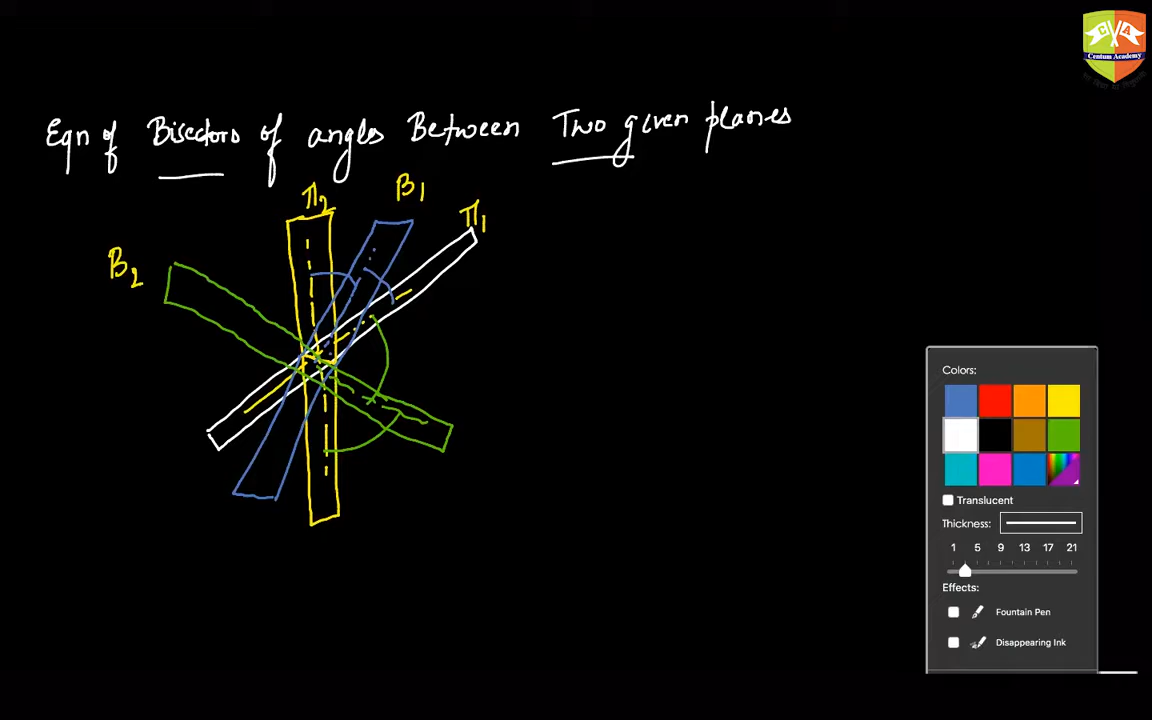 C A
Centum Academy
Eqn of Bisectors of angles Between Two given planes
π2
B1
π1
B2
Colors:
Translucent
Thickness:
1 5 9 13 17 21
Effects:
Fountain Pen
Disappearing Ink